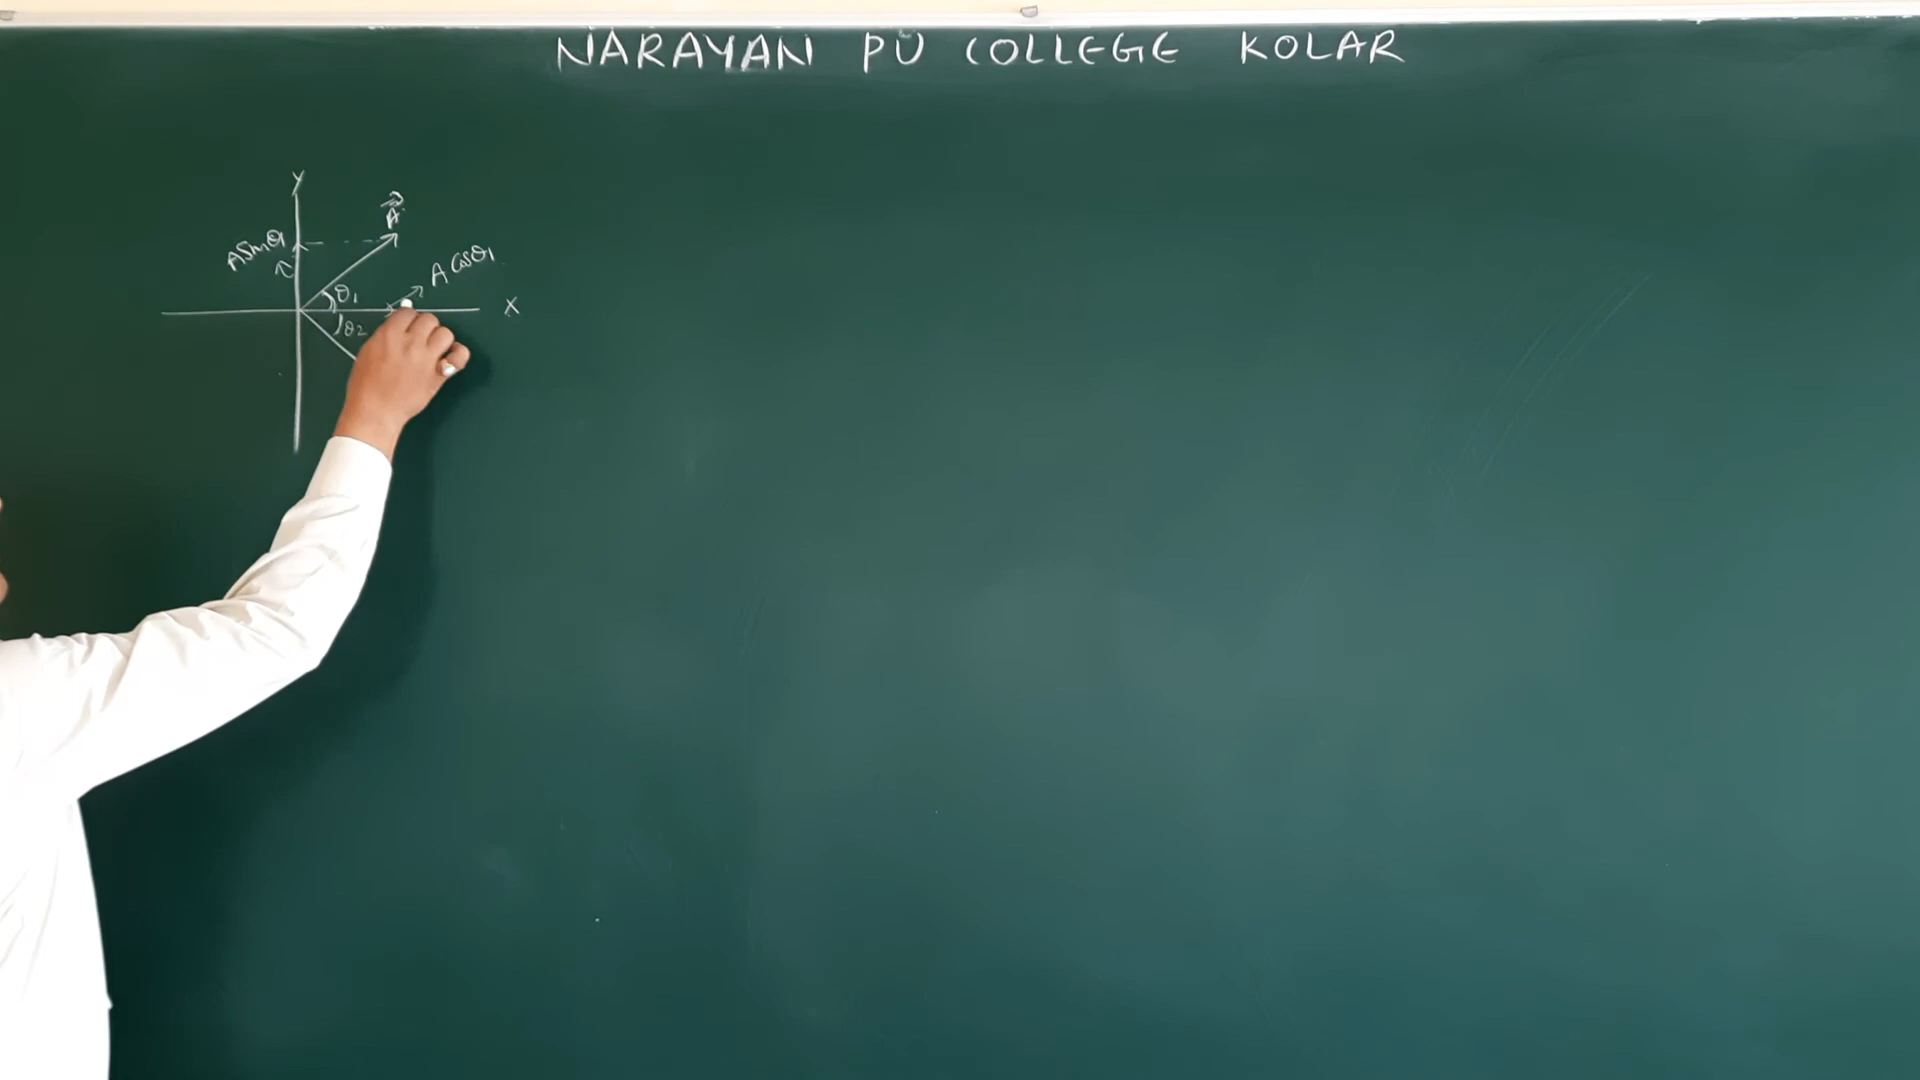 NARAYAN PU COLLEGE KOLAR
Y
A⃗
ASinθ1
A Cosθ1
θ1
X
θ2